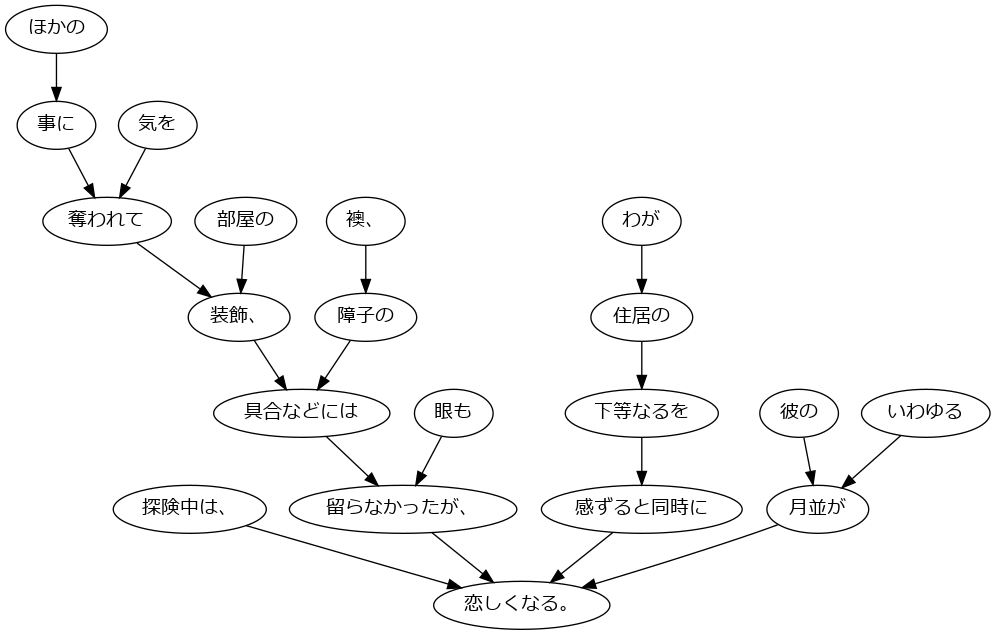 ほかの
事に
気を
奪われて
部屋の
襖、
わが
装飾、
障子の
住居の
具合などには
眼も
下等なるを
彼の
いわゆる
探険中は、
留らなかったが、
感ずると同時に
月並が
恋しくなる。